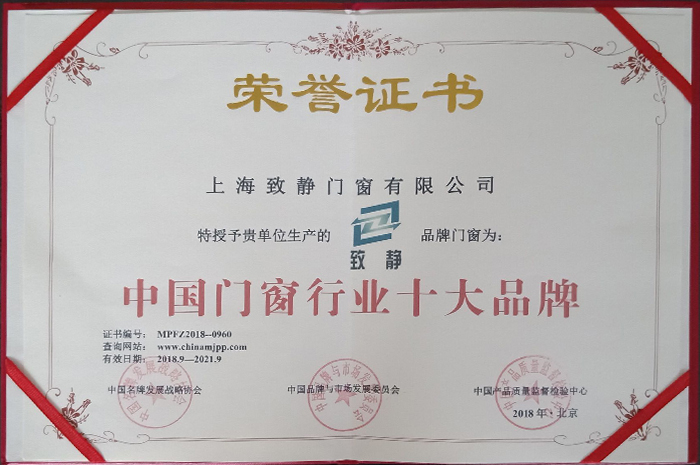 荣誉证书
上海致静门窗有限公司
特授予贵单位生产的 致静 品牌门窗为:
中国门窗行业十大品牌
证书编号: MPFZ2018--0960
查询网站: www.chinamjpp.com
有效日期: 2018.9—2021.9
中国名牌发展战略协会
中国品牌与市场发展委员会
中国产品质量监督检验中心
2018 年·北京